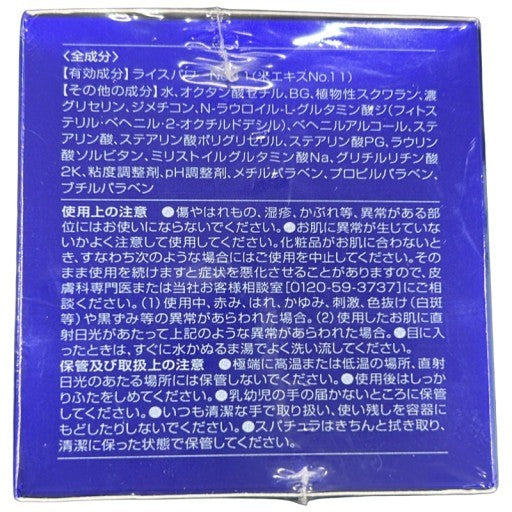 〈全成分〉
【有効成分】ライスパワー No.11(米エキスNo.11)
【その他の成分】水、オクタン酸セチル、BG、植物性スクワラン、濃
グリセリン、ジメチコン、N-ラウロイル-L-グルタミン酸ジ(フィトス
テリル・ベヘニル・2-オクチルドデシル)、ベヘニルアルコール、ステ
アリン酸、ステアリン酸ポリグリセリル、ステアリン酸PG、ラウリン
酸ソルビタン、ミリストイルグルタミン酸Na、グリチルリチン酸
2K、粘度調整剤、pH調整剤、メチルパラベン、プロピルパラベン、
ブチルパラベン
使用上の注意 ●傷やはれもの、湿疹、かぶれ等、異常がある部
位にはお使いにならないでください。●お肌に異常が生じていな
いかよく注意して使用してください。化粧品がお肌に合わないと
き、すなわち次のような場合にはご使用を中止してください。その
まま使用を続けますと症状を悪化させることがありますので、皮
膚科専門医または当社お客様相談室[0120-59-3737]にご相
談ください。(1)使用中、赤み、はれ、かゆみ、刺激、色抜け(白斑
等)や黒ずみ等の異常があらわれた場合。(2)使用したお肌に直
射日光があたって上記のような異常があらわれた場合。●目に入
ったときは、すぐに水かぬるま湯でよく洗い流してください。
保管及び取扱上の注意 ●極端に高温または低温の場所、直射
日光のあたる場所には保管しないでください。●使用後はしっか
りふたをしめてください。●乳幼児の手の届かないところに保管
してください。●いつも清潔な手で取り扱い、使い残しを容器に
もどしたりしないでください。●スパチュラはきちんと拭き取り、
清潔に保った状態で保管してください。